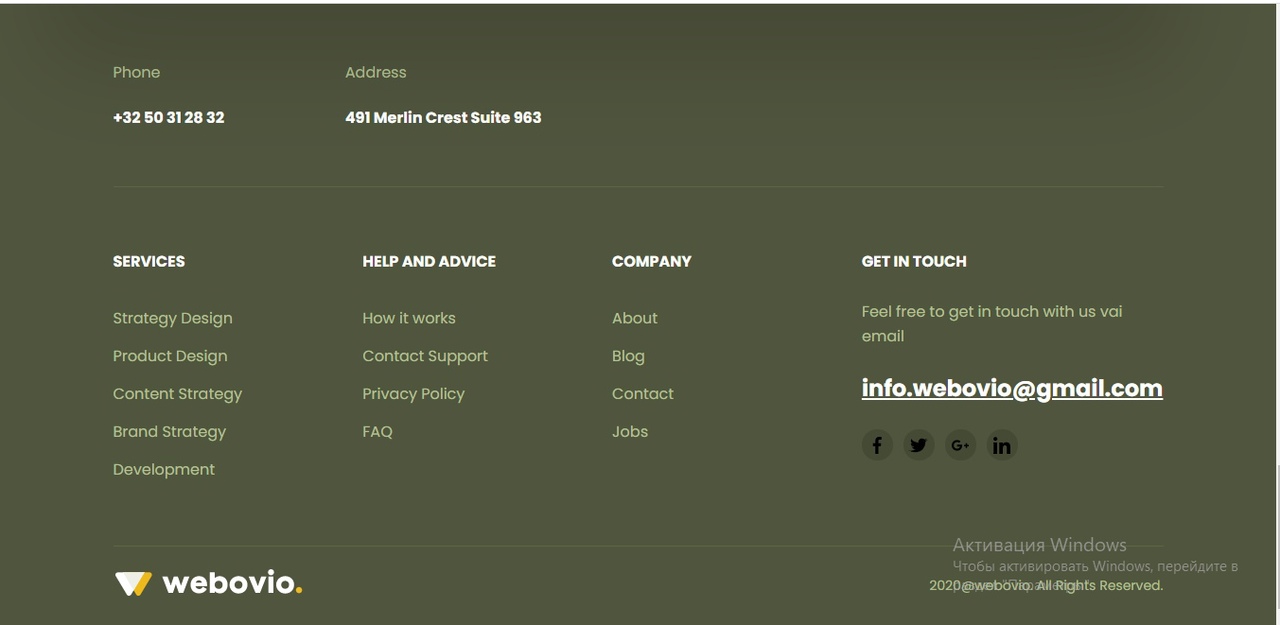 Phone
Address
+32 50 31 28 32
491 Merlin Crest Suite 963
SERVICES
Strategy Design
Product Design
Content Strategy
Brand Strategy
Development
HELP AND ADVICE
How it works
Contact Support
Privacy Policy
FAQ
COMPANY
About
Blog
Contact
Jobs
GET IN TOUCH
Feel free to get in touch with us vai
email
info.webovio@gmail.com
webovio.
Активация Windows
Чтобы активировать Windows, перейдите в
2020@webovio. All Rights Reserved.